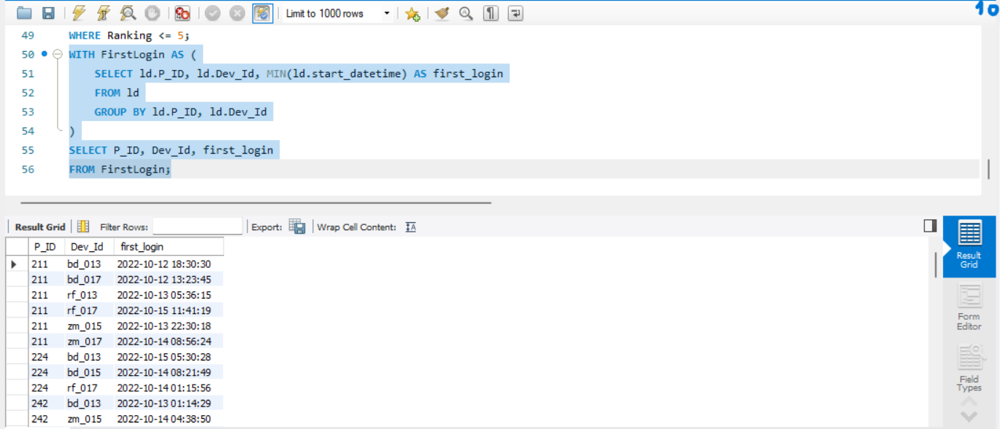 Limit to 1000 rows
10
49 WHERE Ranking <= 5;
50 WITH FirstLogin AS (
51 SELECT ld.P_ID, ld.Dev_Id, MIN(ld.start_datetime) AS first_login
52 FROM ld
53 GROUP BY ld.P_ID, ld.Dev_Id
54 )
55 SELECT P_ID, Dev_Id, first_login
56 FROM FirstLogin;
Result Grid Filter Rows: Export: Wrap Cell Content: IA
P_ID Dev_Id first_login
211 bd_013 2022-10-12 18:30:30
211 bd_017 2022-10-12 13:23:45
211 rf_013 2022-10-13 05:36:15
211 rf_017 2022-10-15 11:41:19
211 zm_015 2022-10-13 22:30:18
211 zm_017 2022-10-14 08:56:24
224 bd_013 2022-10-15 05:30:28
224 bd_015 2022-10-14 08:21:49
224 rf_017 2022-10-14 01:15:56
242 bd_013 2022-10-13 01:14:29
242 zm_015 2022-10-14 04:38:50
Result
Grid
Form
Editor
Field
Types